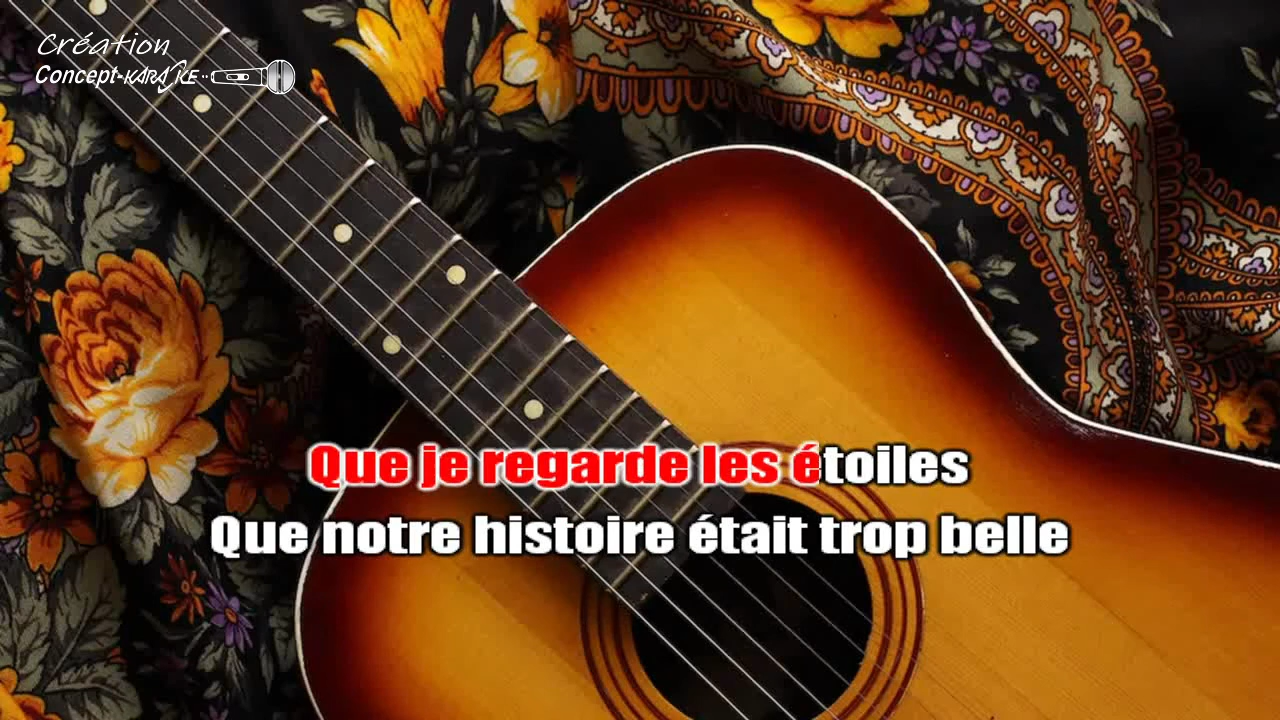 Création
Concept-KARAOKE
Que je regarde les étoiles
Que notre histoire était trop belle